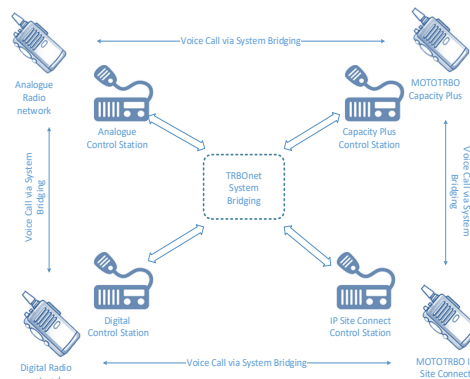 Voice Call via System Bridging
Analogue
Radio
network
MOTOTRBO
Capacity Plus
Analogue
Control Station
Capacity Plus
Control Station
Voice Call via System
Bridging
TRBOnet
System
Bridging
Voice Call via System
Bridging
Digital
Control Station
IP Site Connect
Control Station
Voice Call via System Bridging
Digital Radio
MOTOTRBO I
Site Connect